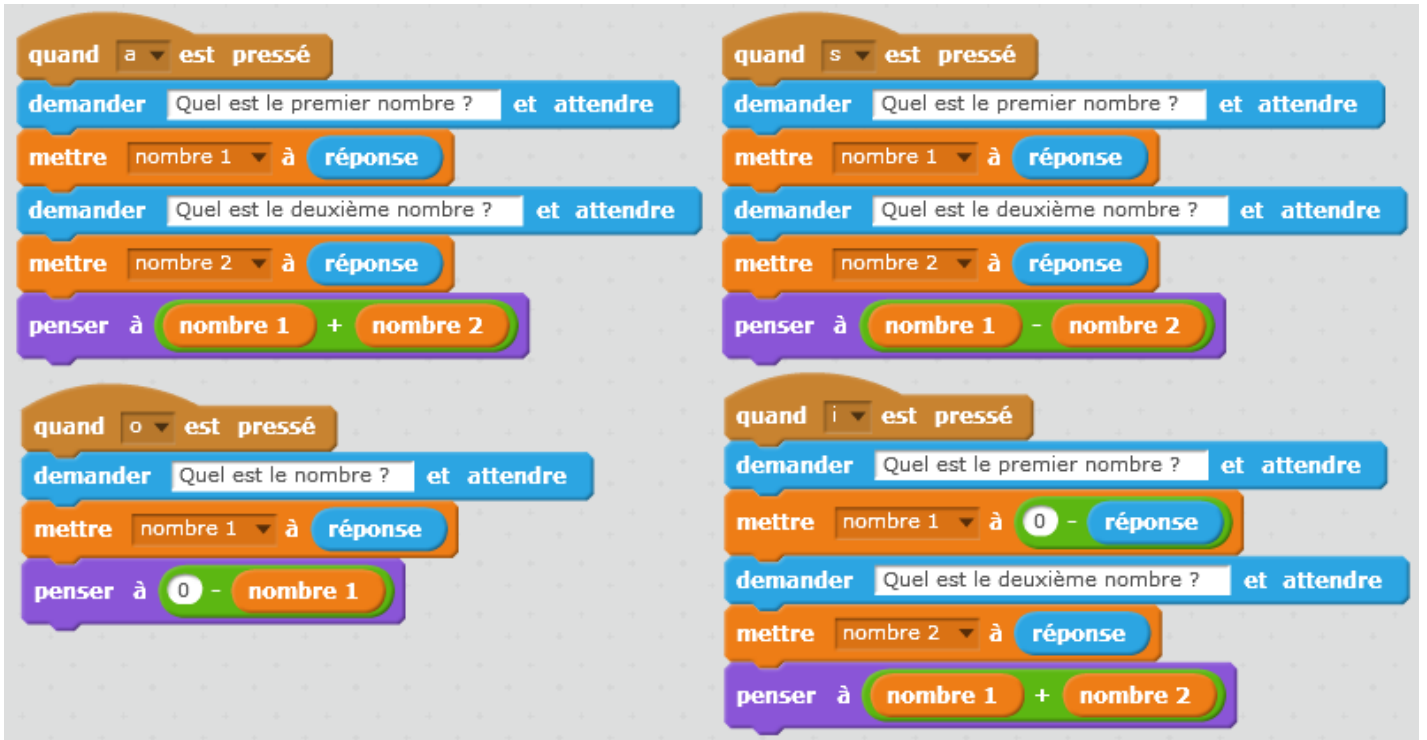 quand a est pressé
demander Quel est le premier nombre ? et attendre
mettre nombre 1 à réponse
demander Quel est le deuxième nombre ? et attendre
mettre nombre 2 à réponse
penser à nombre 1 + nombre 2
quand s est pressé
demander Quel est le premier nombre ? et attendre
mettre nombre 1 à réponse
demander Quel est le deuxième nombre ? et attendre
mettre nombre 2 à réponse
penser à nombre 1 - nombre 2
quand o est pressé
demander Quel est le nombre ? et attendre
mettre nombre 1 à réponse
penser à 0 - nombre 1
quand i est pressé
demander Quel est le premier nombre ? et attendre
mettre nombre 1 à 0 - réponse
demander Quel est le deuxième nombre ? et attendre
mettre nombre 2 à réponse
penser à nombre 1 + nombre 2